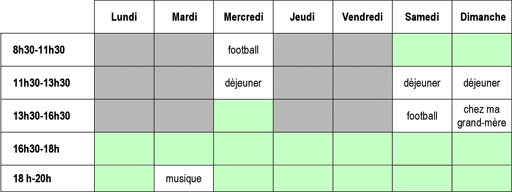 Lundi Mardi Mercredi Jeudi Vendredi Samedi Dimanche
8h30-11h30 football
11h30-13h30 déjeuner déjeuner déjeuner
13h30-16h30 football chez ma
grand-mère
16h30-18h
18 h-20h musique